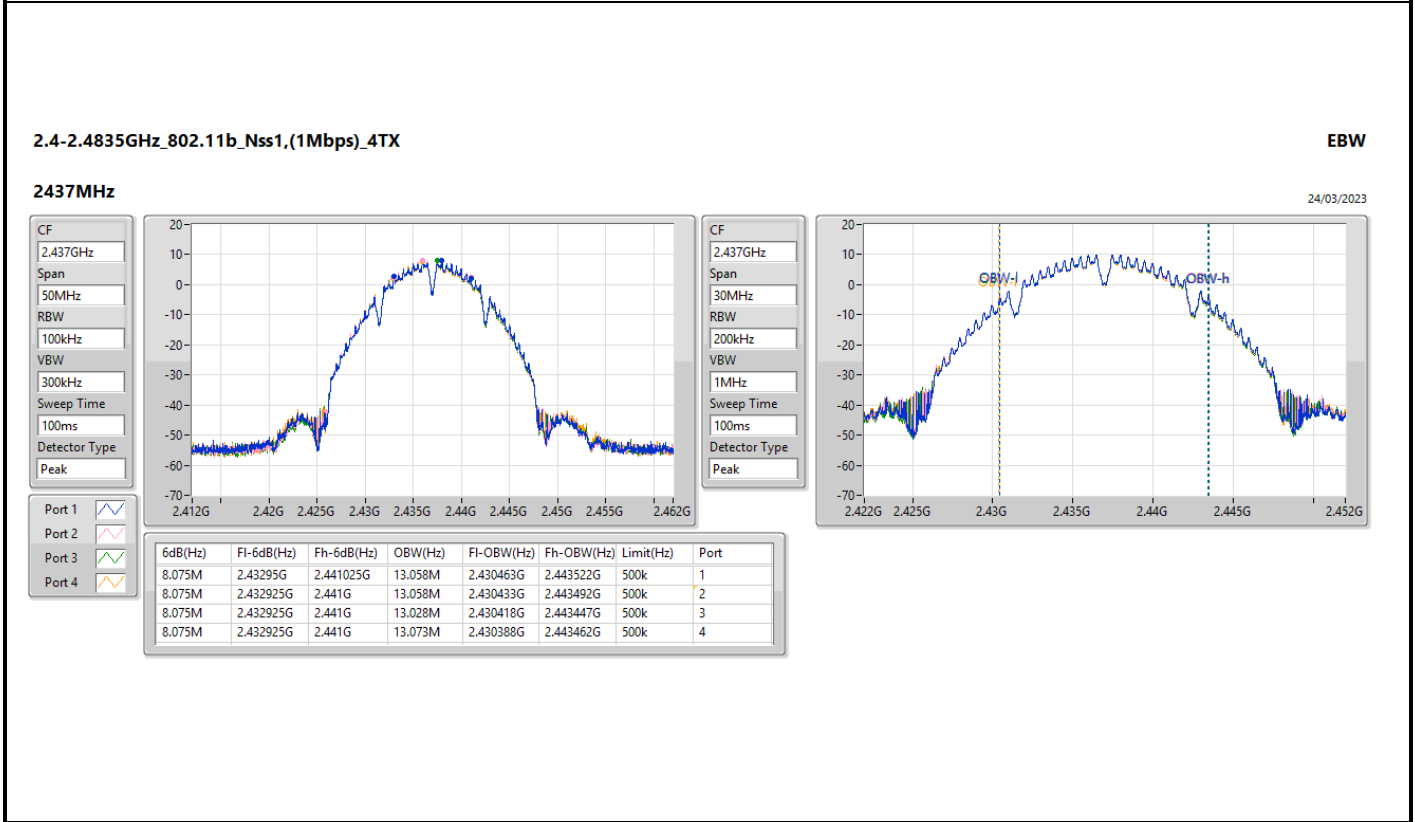 2.4-2.4835GHz_802.11b_Nss1,(1Mbps)_4TX
EBW
2437MHz
24/03/2023
CF
2.437GHz
Span
50MHz
RBW
100kHz
VBW
300kHz
Sweep Time
100ms
Detector Type
Peak
20
10
0
-10
-20
-30
-40
-50
-60
-70
2.412G 2.42G 2.425G 2.43G 2.435G 2.44G 2.445G 2.45G 2.455G 2.462G
CF
2.437GHz
Span
30MHz
RBW
200kHz
VBW
1MHz
Sweep Time
100ms
Detector Type
Peak
20
10
0
-10
-20
-30
-40
-50
-60
-70
OBW-l
OBW-h
2.422G 2.425G 2.43G 2.435G 2.44G 2.445G 2.452G
Port 1
Port 2
Port 3
Port 4
6dB(Hz) Fl-6dB(Hz) Fh-6dB(Hz) OBW(Hz) Fl-OBW(Hz) Fh-OBW(Hz) Limit(Hz) Port
8.075M 2.43295G 2.441025G 13.058M 2.430463G 2.443522G 500k 1
8.075M 2.432925G 2.441G 13.058M 2.430433G 2.443492G 500k 2
8.075M 2.432925G 2.441G 13.028M 2.430418G 2.443447G 500k 3
8.075M 2.432925G 2.441G 13.073M 2.430388G 2.443462G 500k 4